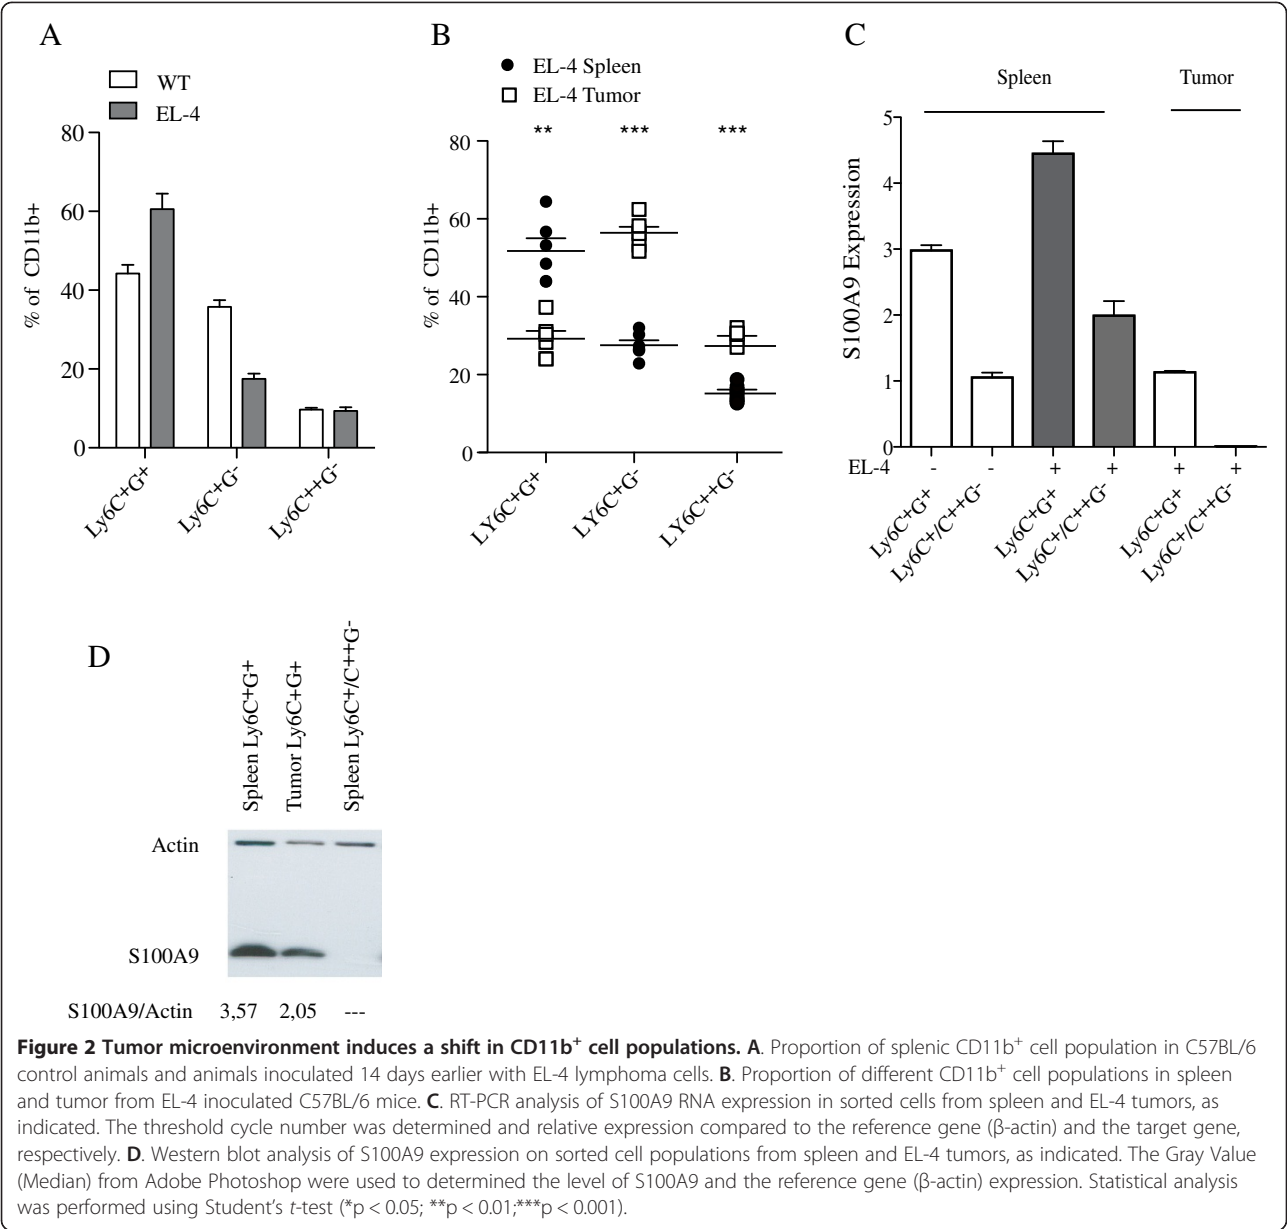 A
WT
EL-4
80
60
40
20
0
% of CD11b+
Ly6C+G+
Ly6C+G-
Ly6C++G-
B
EL-4 Spleen
EL-4 Tumor
**
***
***
80
60
40
20
0
% of CD11b+
LY6C+G+
LY6C+G-
LY6C++G-
C
Spleen
Tumor
5
4
3
2
1
0
S100A9 Expression
EL-4 - - + + + +
Ly6C+G+
Ly6C+/C++G-
Ly6C+G+
Ly6C+/C++G-
Ly6C+G+
Ly6C+/C++G-
D
Spleen Ly6C+G+
Tumor Ly6C+G+
Spleen Ly6C+/C++G-
Actin
S100A9
S100A9/Actin 3,57 2,05 ---
Figure 2 Tumor microenvironment induces a shift in CD11b+ cell populations. A. Proportion of splenic CD11b+ cell population in C57BL/6
control animals and animals inoculated 14 days earlier with EL-4 lymphoma cells. B. Proportion of different CD11b+ cell populations in spleen
and tumor from EL-4 inoculated C57BL/6 mice. C. RT-PCR analysis of S100A9 RNA expression in sorted cells from spleen and EL-4 tumors, as
indicated. The threshold cycle number was determined and relative expression compared to the reference gene (β-actin) and the target gene,
respectively. D. Western blot analysis of S100A9 expression on sorted cell populations from spleen and EL-4 tumors, as indicated. The Gray Value
(Median) from Adobe Photoshop were used to determined the level of S100A9 and the reference gene (β-actin) expression. Statistical analysis
was performed using Student's t-test (*p < 0.05; **p < 0.01;***p < 0.001).